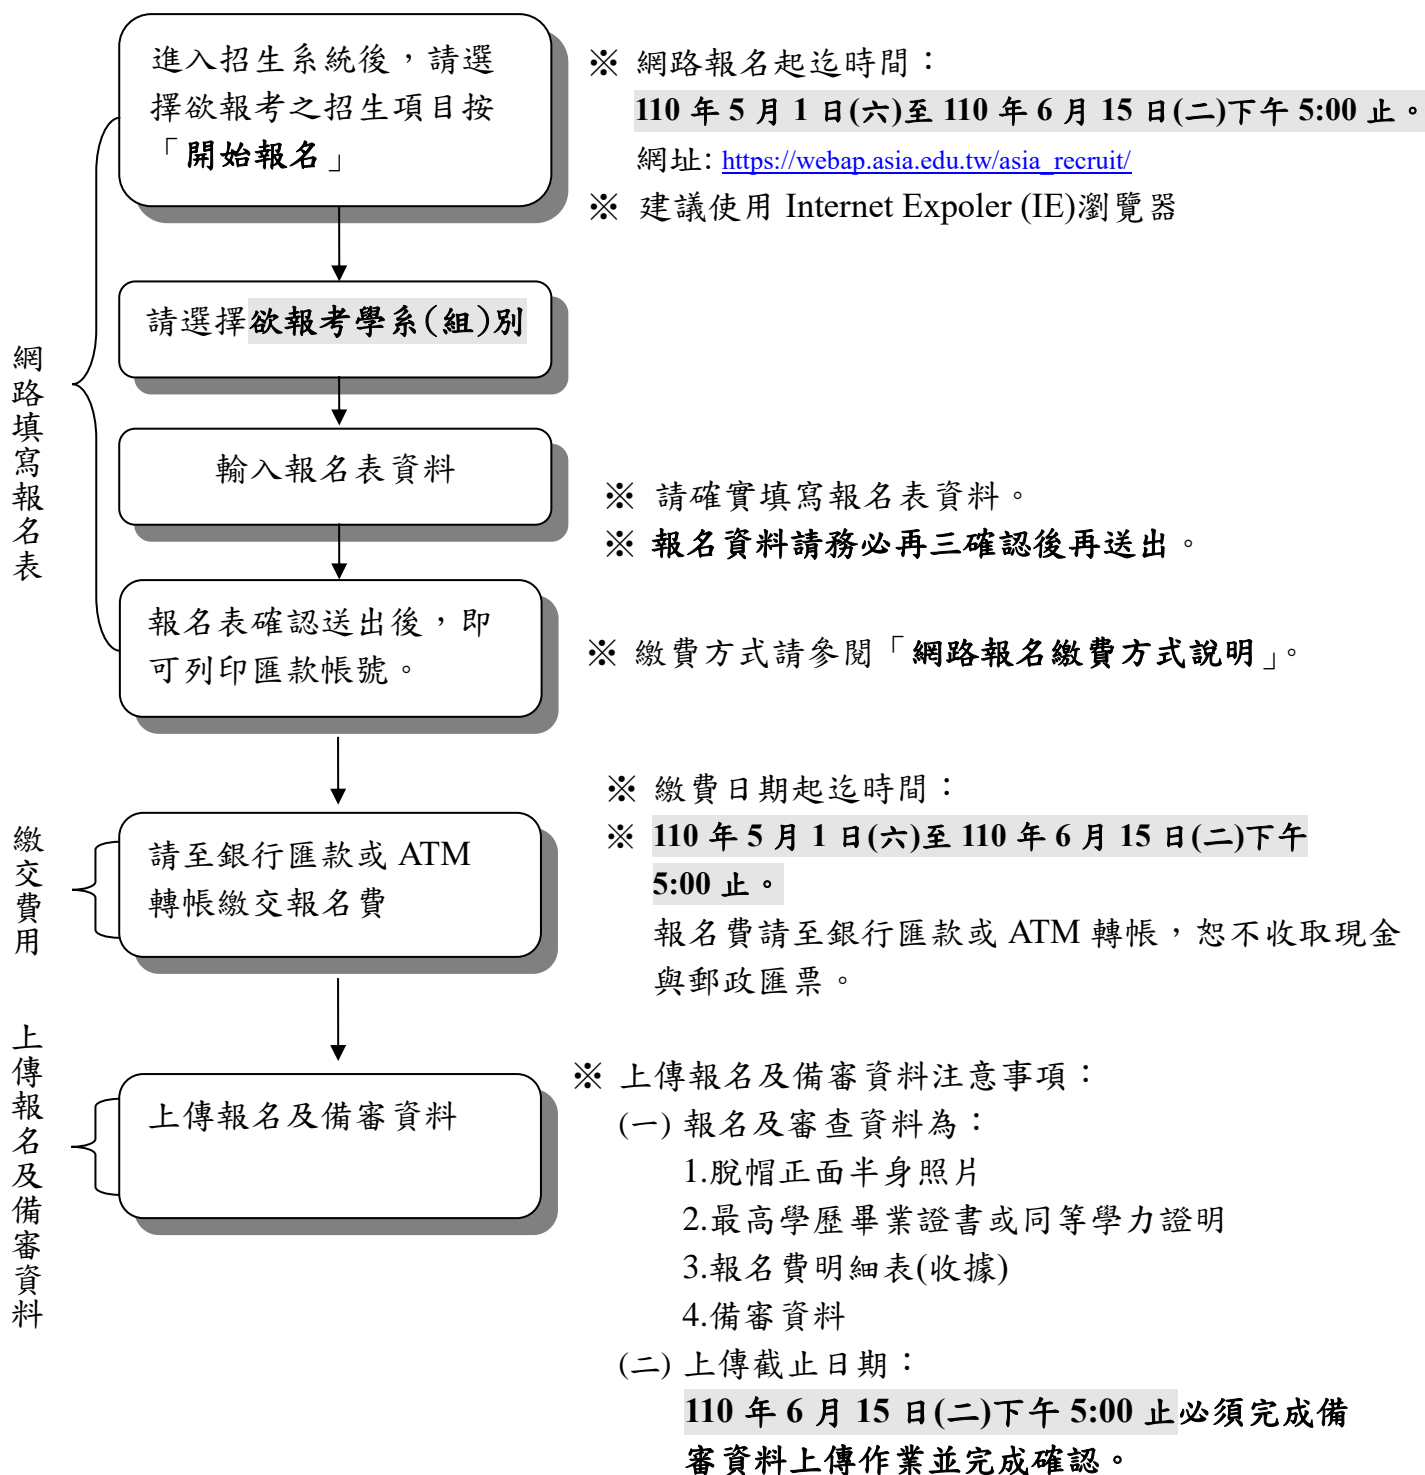 網路填寫報名表
進入招生系統後，請選
擇欲報考之招生項目按
「開始報名」
※ 網路報名起迄時間：
110 年 5 月 1 日(六)至 110 年 6 月 15 日(二)下午 5:00 止。
網址: https://webap.asia.edu.tw/asia_recruit/
※ 建議使用 Internet Expoler (IE)瀏覽器
請選擇欲報考學系(組)別
輸入報名表資料
※ 請確實填寫報名表資料。
※ 報名資料請務必再三確認後再送出。
報名表確認送出後，即
可列印匯款帳號。
※ 繳費方式請參閱「網路報名繳費方式說明」。
繳交費用
請至銀行匯款或 ATM
轉帳繳交報名費
※ 繳費日期起迄時間：
※ 110 年 5 月 1 日(六)至 110 年 6 月 15 日(二)下午
5:00 止。
報名費請至銀行匯款或 ATM 轉帳，恕不收取現金
與郵政匯票。
上傳報名及備審資料
上傳報名及備審資料
※ 上傳報名及備審資料注意事項：
(一) 報名及審查資料為：
1.脫帽正面半身照片
2.最高學歷畢業證書或同等學力證明
3.報名費明細表(收據)
4.備審資料
(二) 上傳截止日期：
110 年 6 月 15 日(二)下午 5:00 止必須完成備
審資料上傳作業並完成確認。